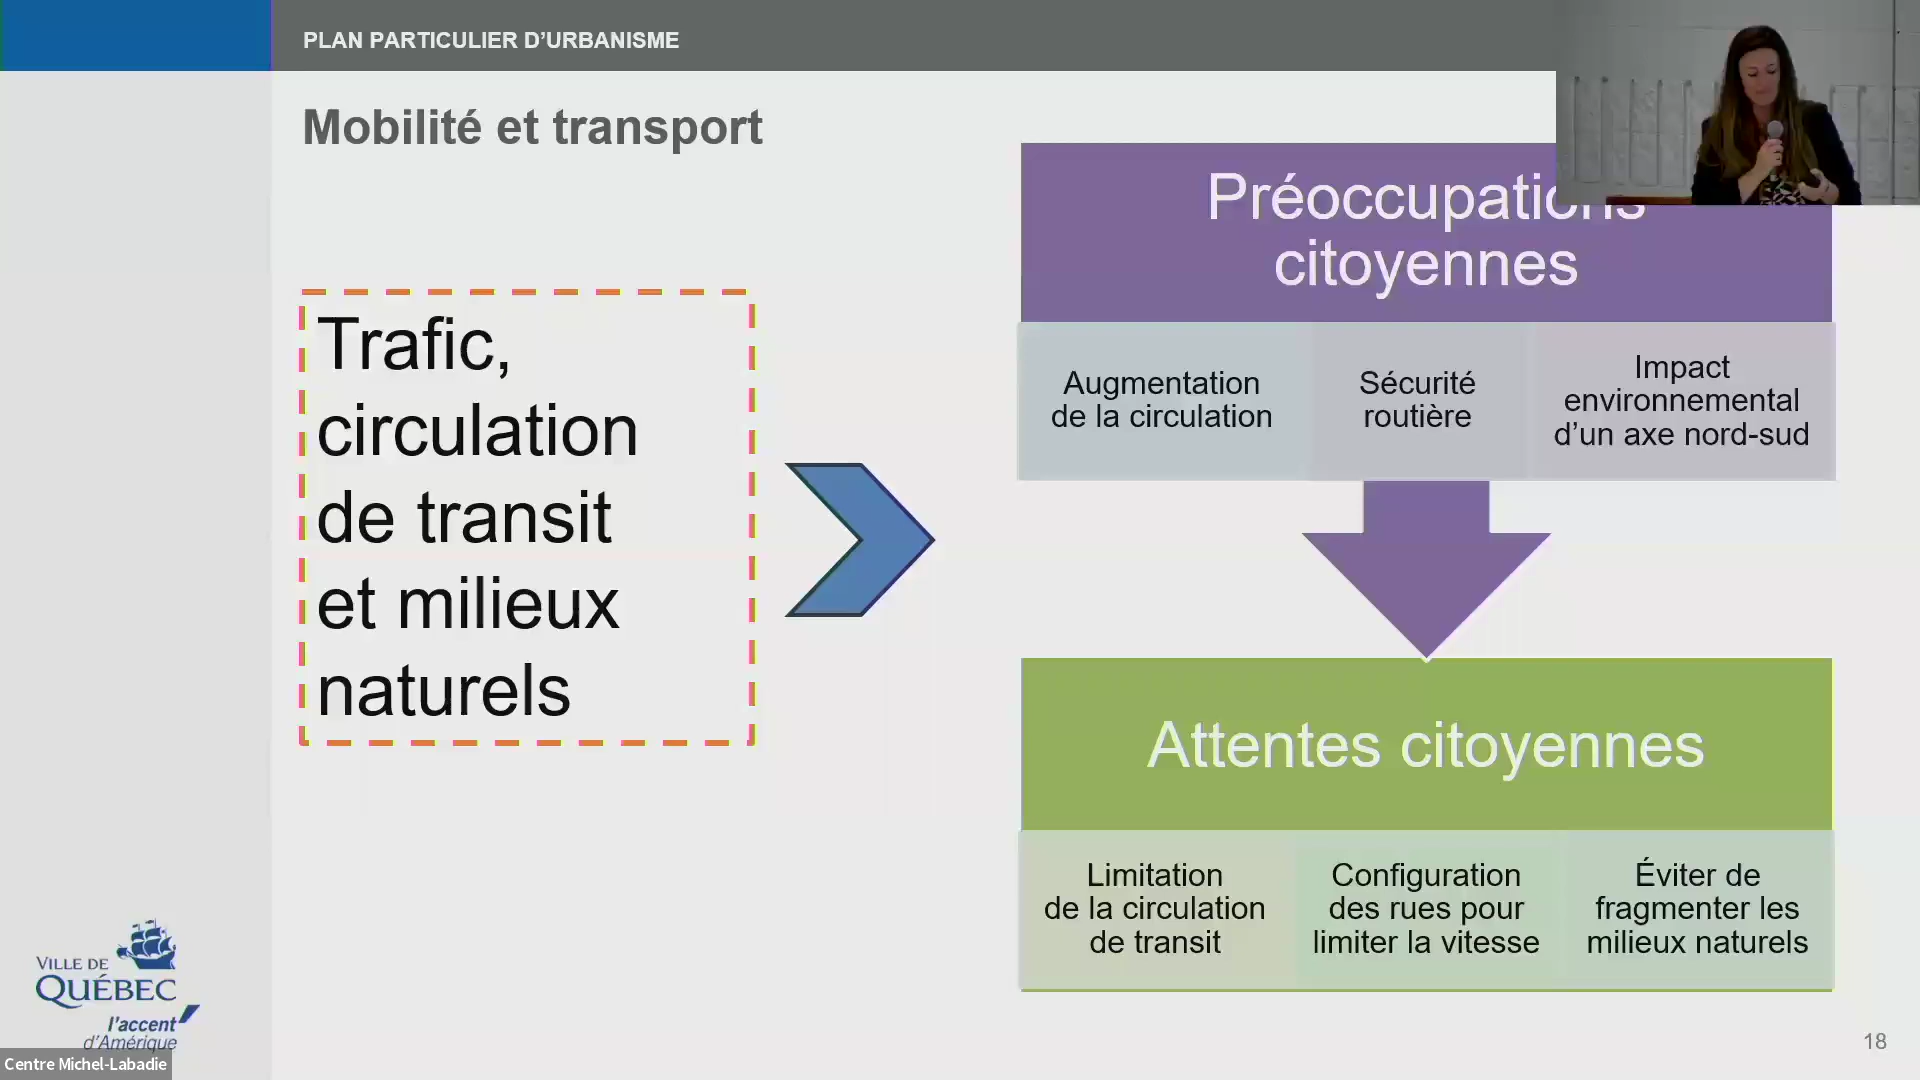 PLAN PARTICULIER D’URBANISME
Mobilité et transport
Trafic,
circulation
de transit
et milieux
naturels
Préoccupations
citoyennes
Augmentation
de la circulation
Sécurité
routière
Impact
environnemental
d’un axe nord-sud
Attentes citoyennes
Limitation
de la circulation
de transit
Configuration
des rues pour
limiter la vitesse
Éviter de
fragmenter les
milieux naturels
VILLE DE
QUÉBEC
l'accent
d'Amérique
Centre Michel-Labadie
18